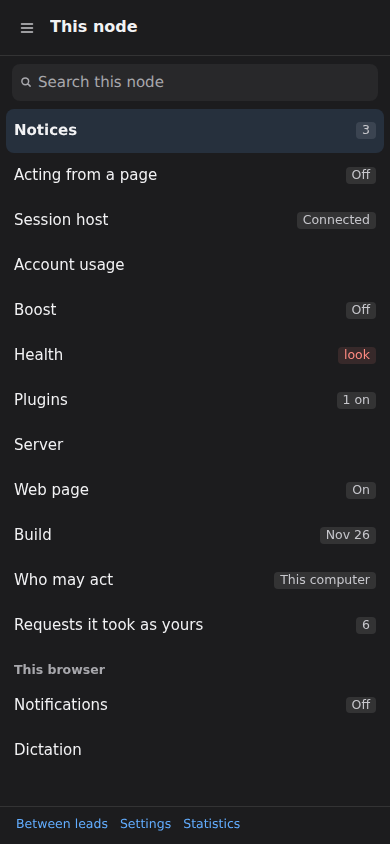 This node
Search this node
Notices 3
Acting from a page Off
Session host Connected
Account usage
Boost Off
Health look
Plugins 1 on
Server
Web page On
Build Nov 26
Who may act This computer
Requests it took as yours 6
This browser
Notifications Off
Dictation
Between leads Settings Statistics